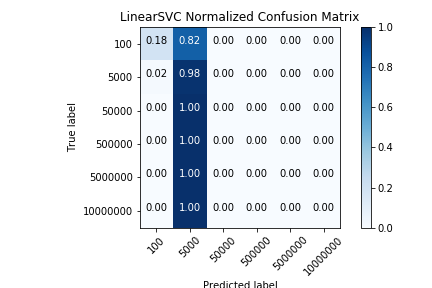 LinearSVC Normalized Confusion Matrix
100 0.18 0.82 0.00 0.00 0.00 0.00
5000 0.02 0.98 0.00 0.00 0.00 0.00
50000 0.00 1.00 0.00 0.00 0.00 0.00
500000 0.00 1.00 0.00 0.00 0.00 0.00
5000000 0.00 1.00 0.00 0.00 0.00 0.00
10000000 0.00 1.00 0.00 0.00 0.00 0.00
True label
100 5000 50000 500000 5000000 10000000
Predicted label
1.0
0.8
0.6
0.4
0.2
0.0